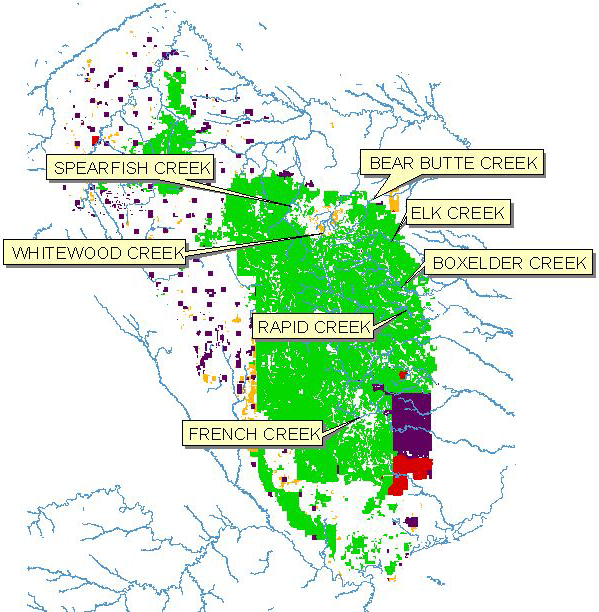 BEAR BUTTE CREEK
SPEARFISH CREEK
ELK CREEK
WHITEWOOD CREEK
BOXELDER CREEK
RAPID CREEK
FRENCH CREEK